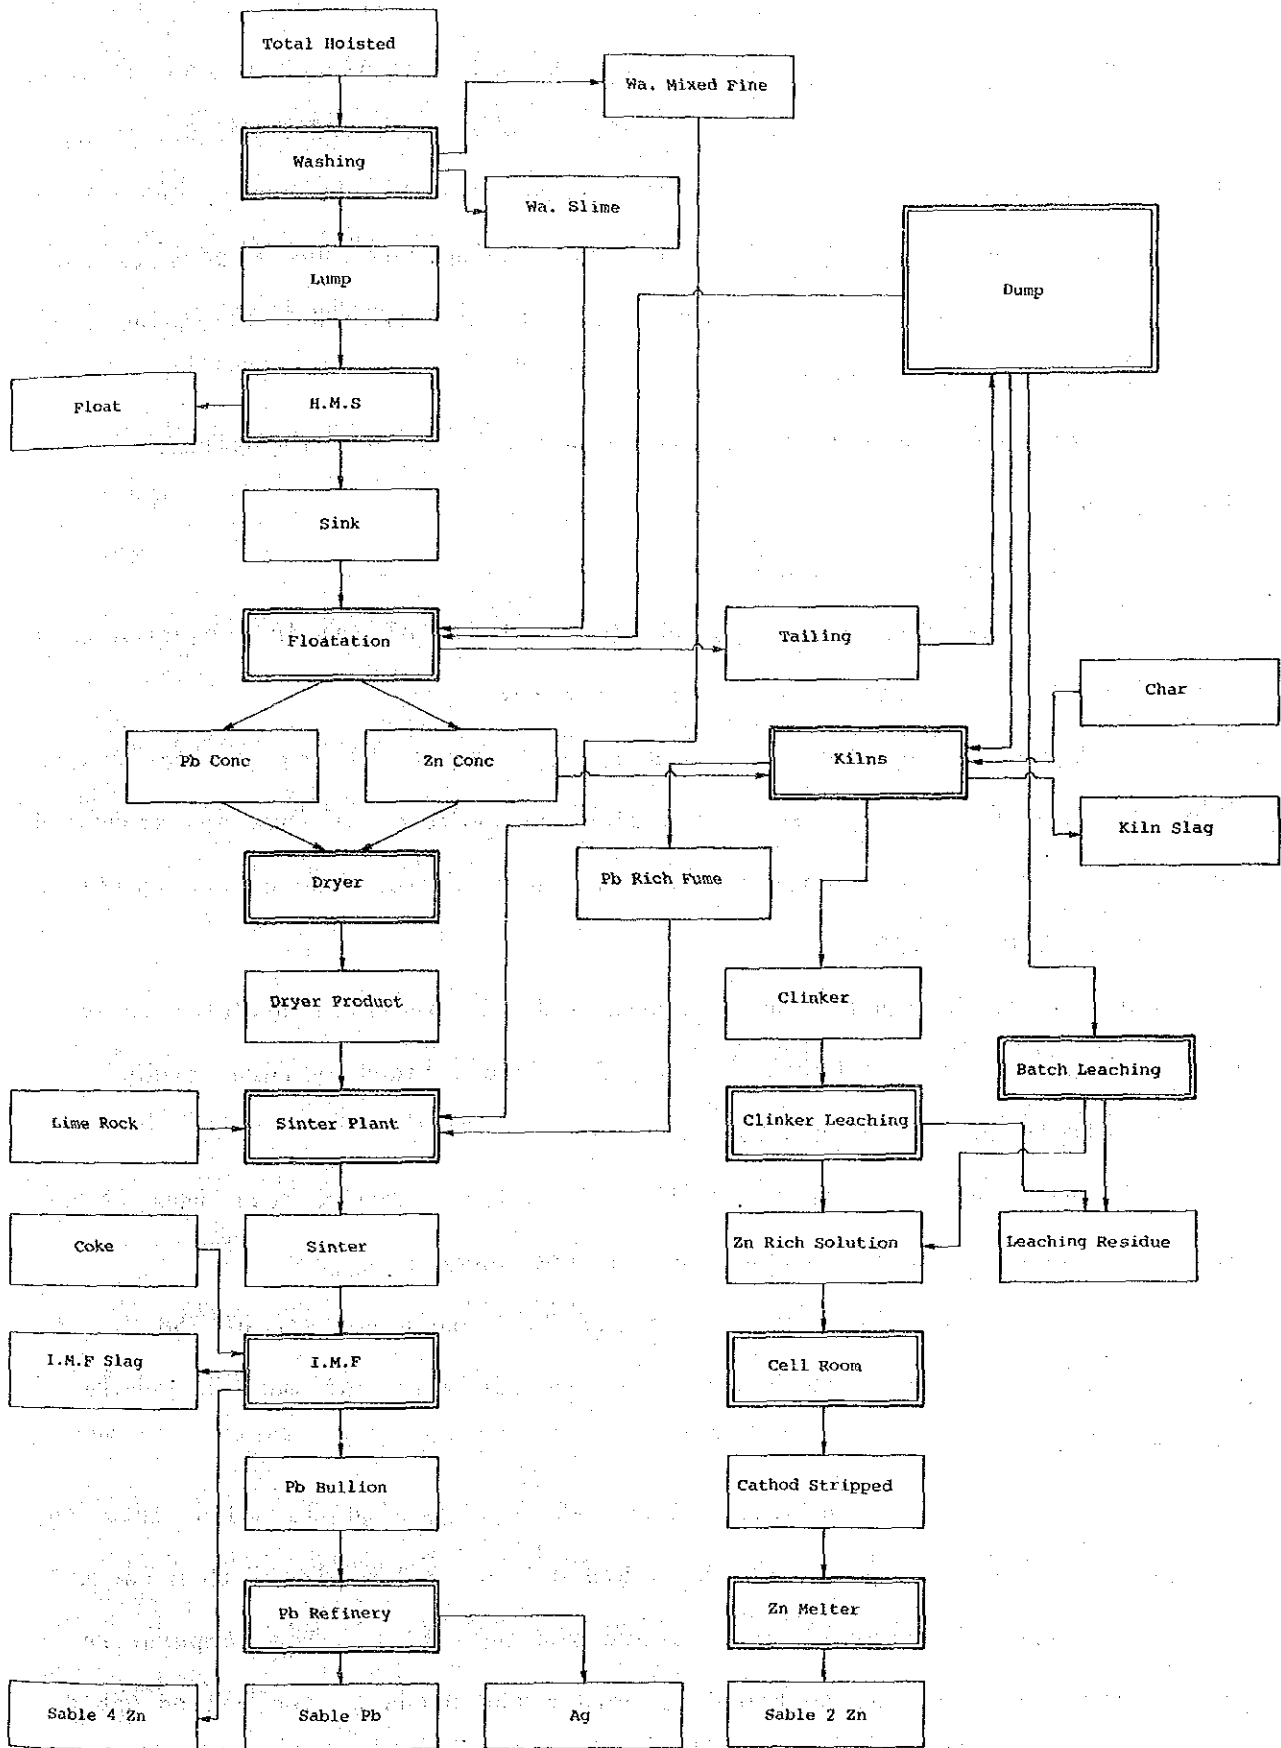 Total Hoisted
Wa. Mixed Fine
Washing
Wa. Slime
Lump
Dump
Float
H.M.S
Sink
Floatation
Tailing
Char
Pb Conc
Zn Conc
Kilns
Kiln Slag
Dryer
Pb Rich Fume
Dryer Product
Clinker
Batch Leaching
Lime Rock
Sinter Plant
Clinker Leaching
Coke
Sinter
Zn Rich Solution
Leaching Residue
I.M.F Slag
I.M.F
Cell Room
Pb Bullion
Cathod Stripped
Pb Refinery
Zn Melter
Sable 4 Zn
Sable Pb
Ag
Sable 2 Zn